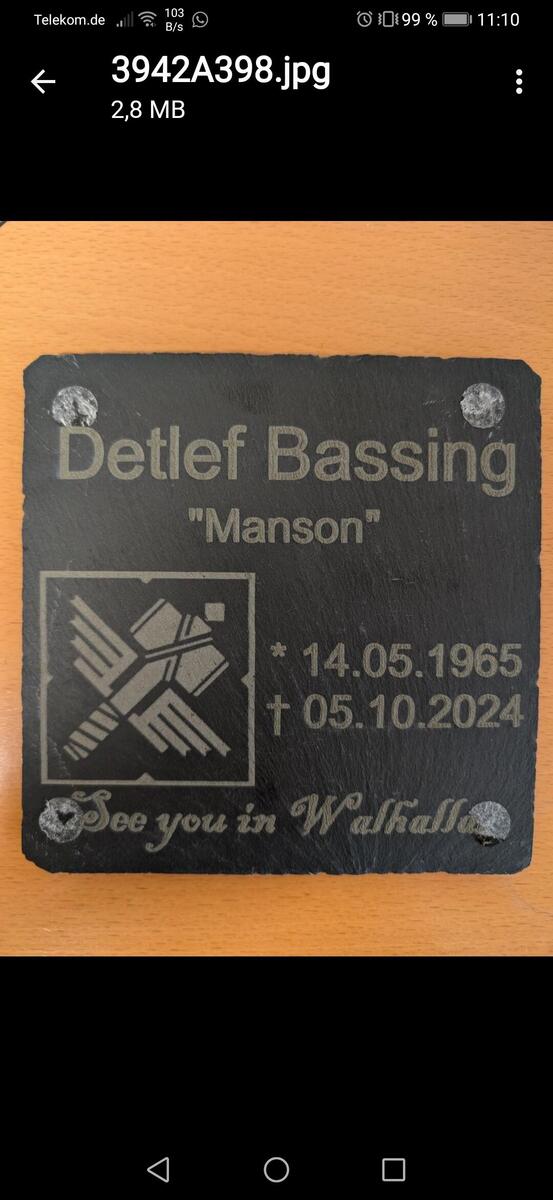 Telekom.de 103 B/s 99 % 11:10
3942A398.jpg
2,8 MB
Detlef Bassing
"Manson"
* 14.05.1965
† 05.10.2024
See you in Walhalla